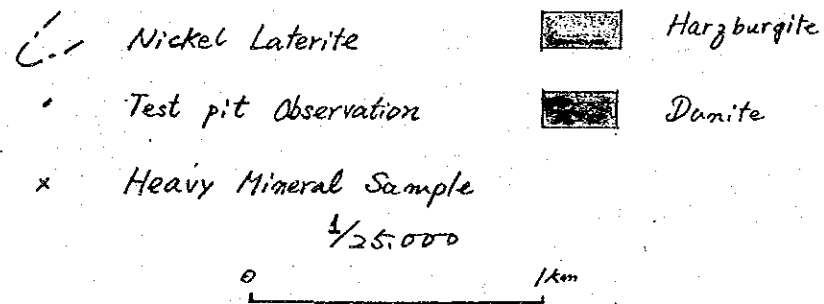 Nickel Laterite
Harzburgite
Test pit Observation
Dunite
x Heavy Mineral Sample
1/25.000
0 1km